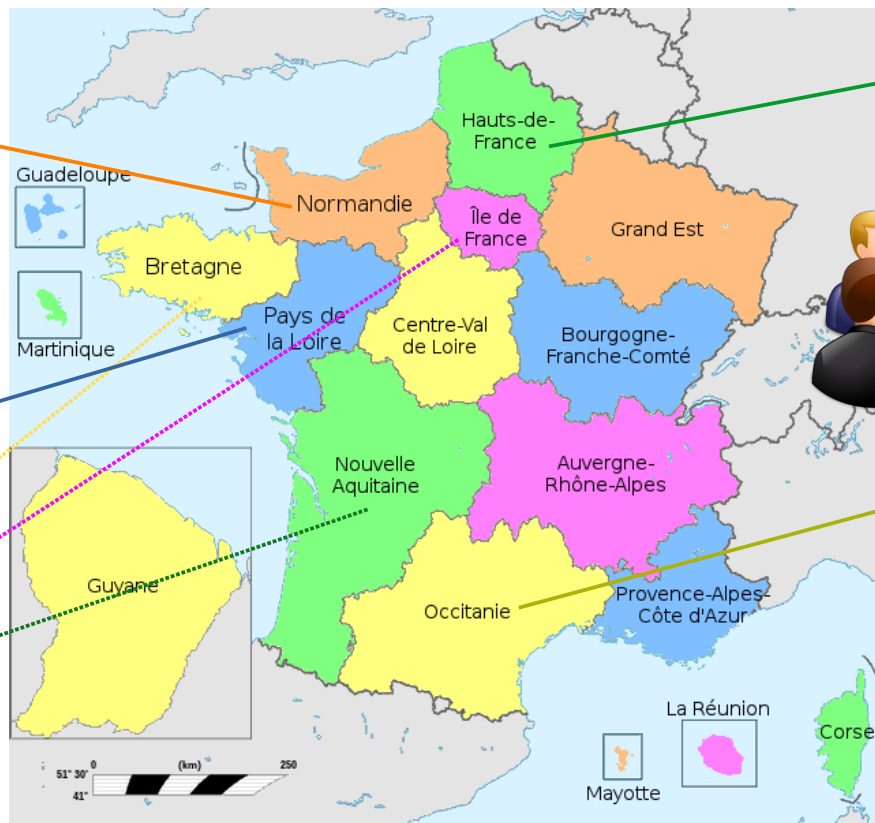 Hauts-de-
France
Guadeloupe
Normandie
Île de
France
Grand Est
Bretagne
Pays de
la Loire
Centre-Val
de Loire
Bourgogne-
Franche-Comté
Martinique
Nouvelle
Aquitaine
Auvergne-
Rhône-Alpes
Guyane
Occitanie
Provence-Alpes-
Côte d'Azur
La Réunion
Corse
Mayotte
0 (km) 250
51° 30'
41°